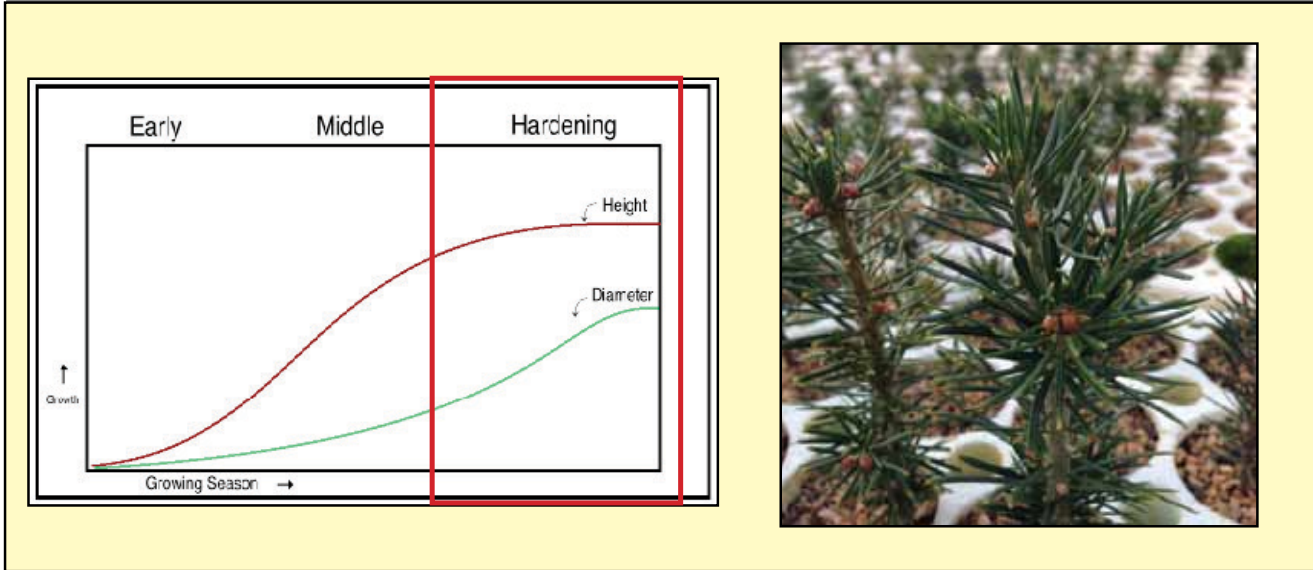 Early Middle Hardening
Height
Diameter
↑
Growth
Growing Season →